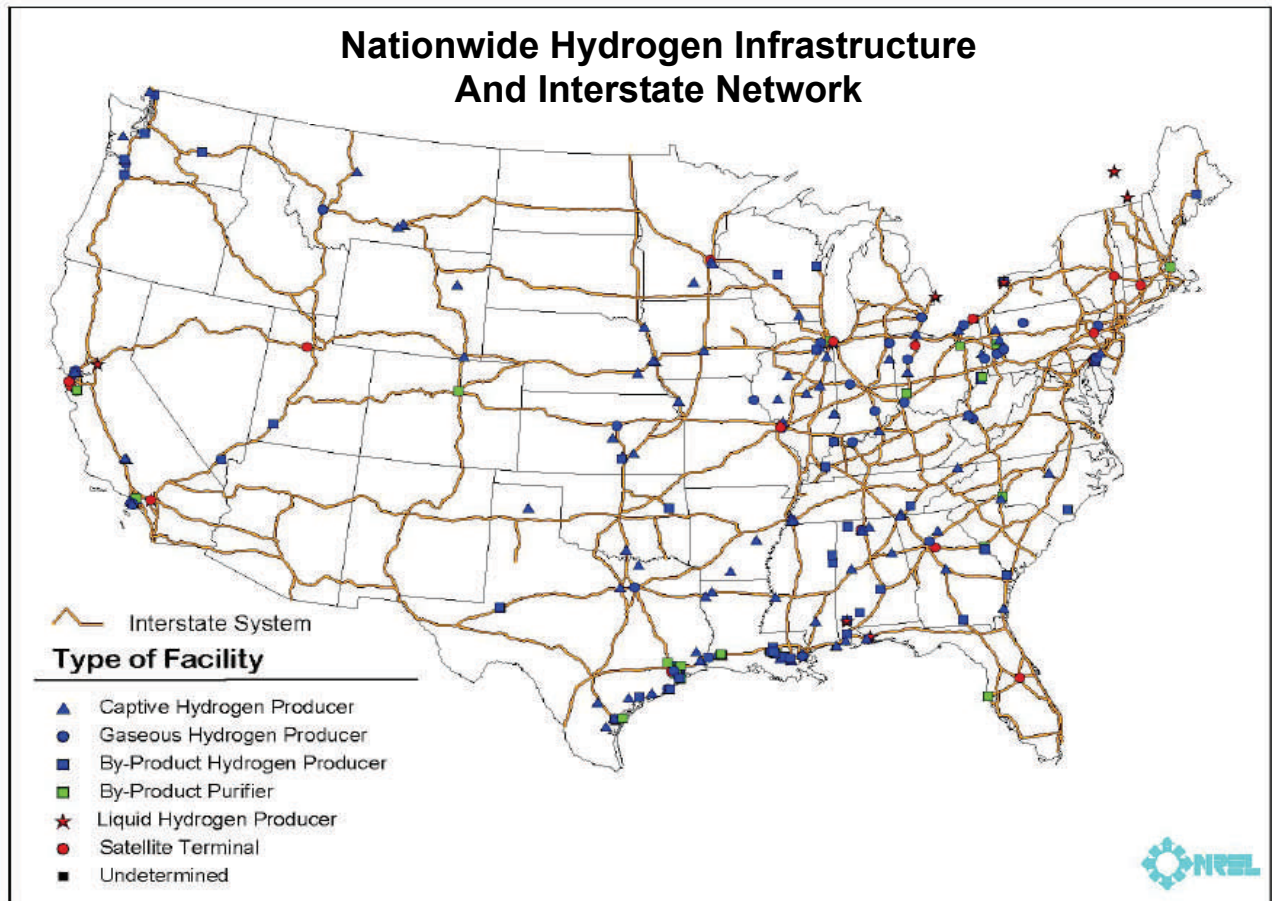 Nationwide Hydrogen Infrastructure
And Interstate Network
Interstate System
Type of Facility
Captive Hydrogen Producer
Gaseous Hydrogen Producer
By-Product Hydrogen Producer
By-Product Purifier
Liquid Hydrogen Producer
Satellite Terminal
Undetermined
NREL